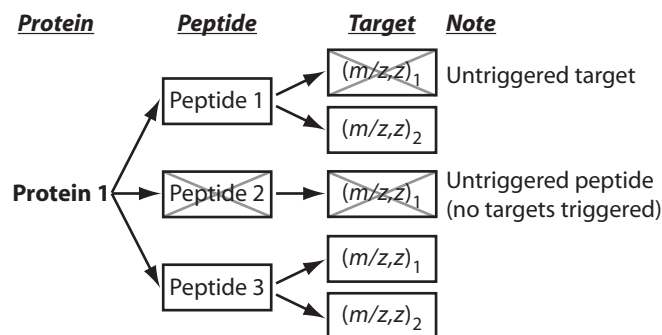 Protein Peptide Target Note
(m/z,z)1 Untriggered target
Peptide 1
(m/z,z)2
Protein 1 Peptide 2 (m/z,z)1 Untriggered peptide
(no targets triggered)
(m/z,z)1
Peptide 3
(m/z,z)2